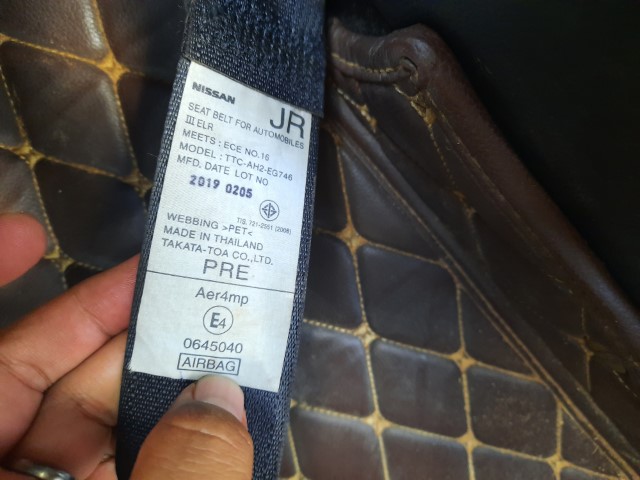 NISSAN
JR
SEAT BELT FOR AUTOMOBILES
III ELR
MEETS : ECE NO.16
MODEL : TTC-AH2-EG746
MFD. DATE LOT NO
2019 0205
TIS. 721-2551 (2008)
WEBBING >PET<
MADE IN THAILAND
TAKATA-TOA CO.,LTD.
PRE
Aer4mp
E4
0645040
AIRBAG